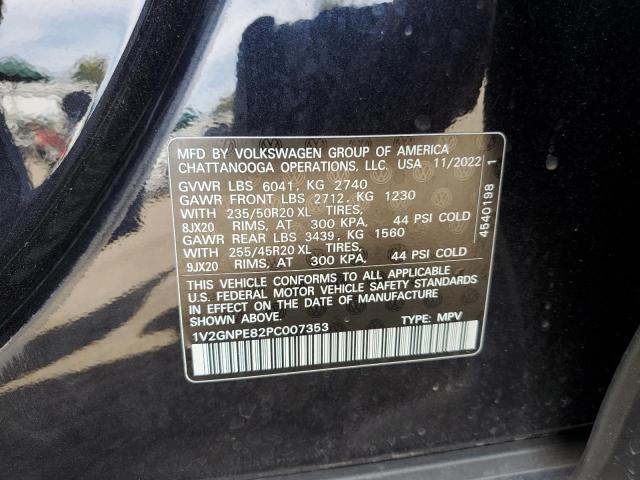 MFD BY VOLKSWAGEN GROUP OF AMERICA
CHATTANOOGA OPERATIONS, LLC. USA 11/2022
GVWR LBS 6041, KG 2740
GAWR FRONT LBS 2712, KG 1230
WITH 235/50R20 XL TIRES,
8JX20 RIMS, AT 300 KPA, 44 PSI COLD
GAWR REAR LBS 3439, KG 1560
WITH 255/45R20 XL TIRES,
9JX20 RIMS, AT 300 KPA, 44 PSI COLD
THIS VEHICLE CONFORMS TO ALL APPLICABLE
U.S. FEDERAL MOTOR VEHICLE SAFETY STANDARDS
IN EFFECT ON THE DATE OF MANUFACTURE
SHOWN ABOVE.
1V2GNPE82PC007353 TYPE: MPV
4540198 1